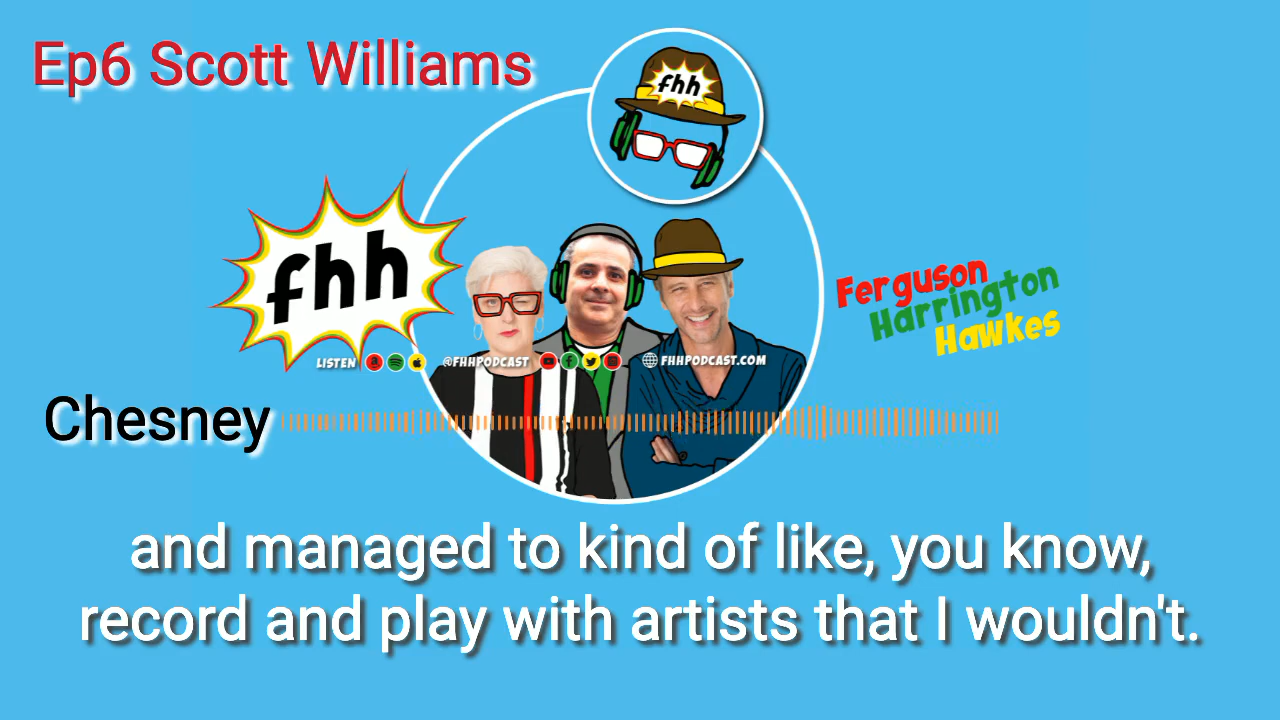 Ep6 Scott Williams
fhh
fhh
Ferguson
Harrington
Hawkes
LISTEN
@FHHPODCAST
FHHPODCAST.COM
Chesney
and managed to kind of like, you know,
record and play with artists that I wouldn't.